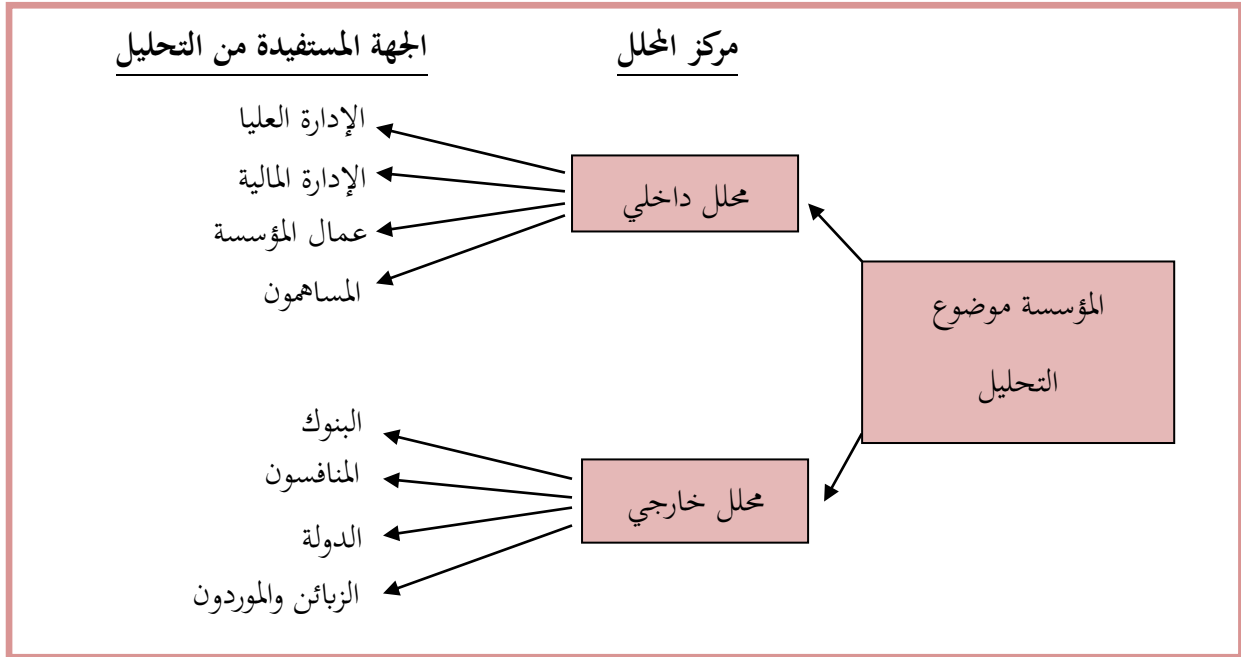 مركز المحلل
الجهة المستفيدة من التحليل
المؤسسة موضوع
التحليل
محلل داخلي
الإدارة العليا
الإدارة المالية
عمال المؤسسة
المساهمون
محلل خارجي
البنوك
المنافسون
الدولة
الزبائن والموردون